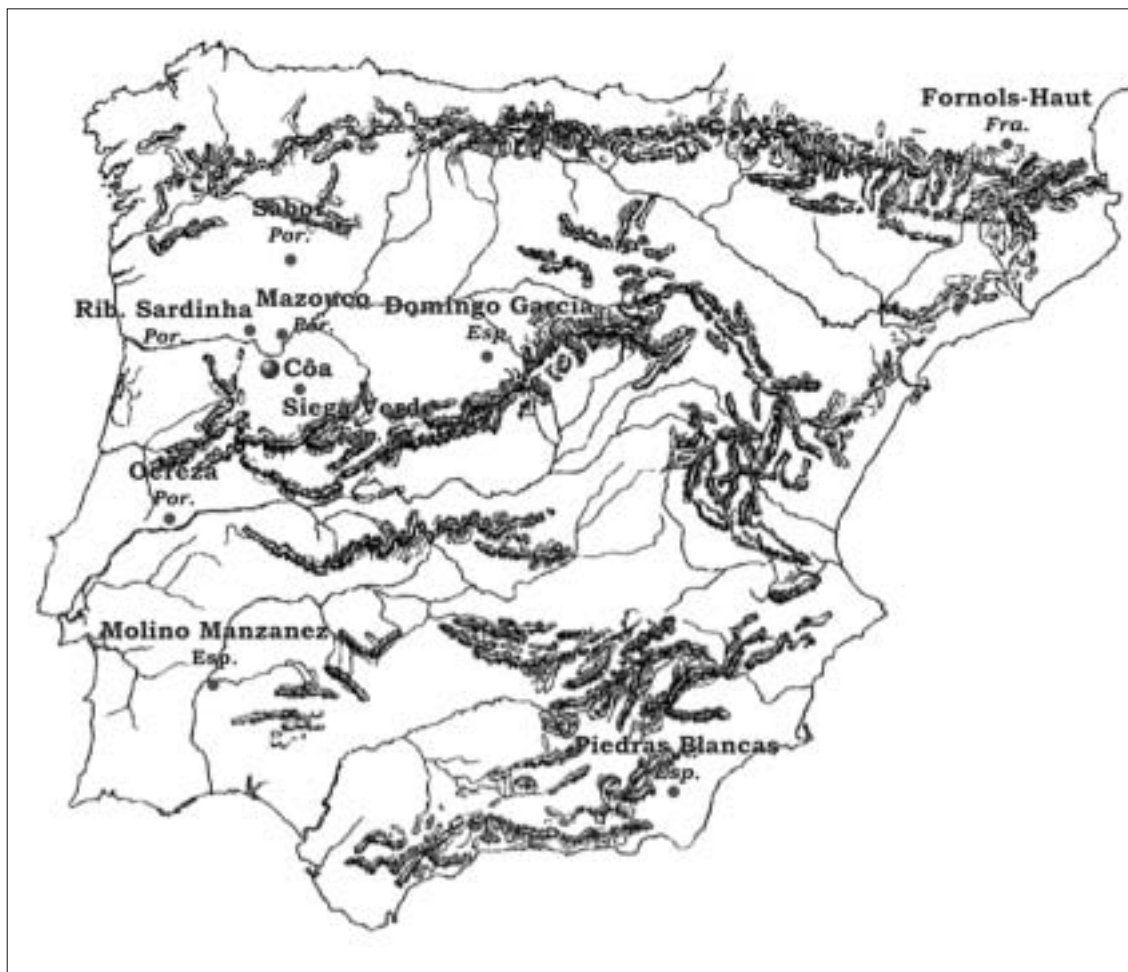 Fornols-Haut
Fra.
Sabor
Por.
Rib. Sardinha
Por.
Mazouco
Por.
Domingo García
Esp.
Côa
Siega Verde
Ocreza
Por.
Molino Manzanez
Esp.
Piedras Blancas
Esp.